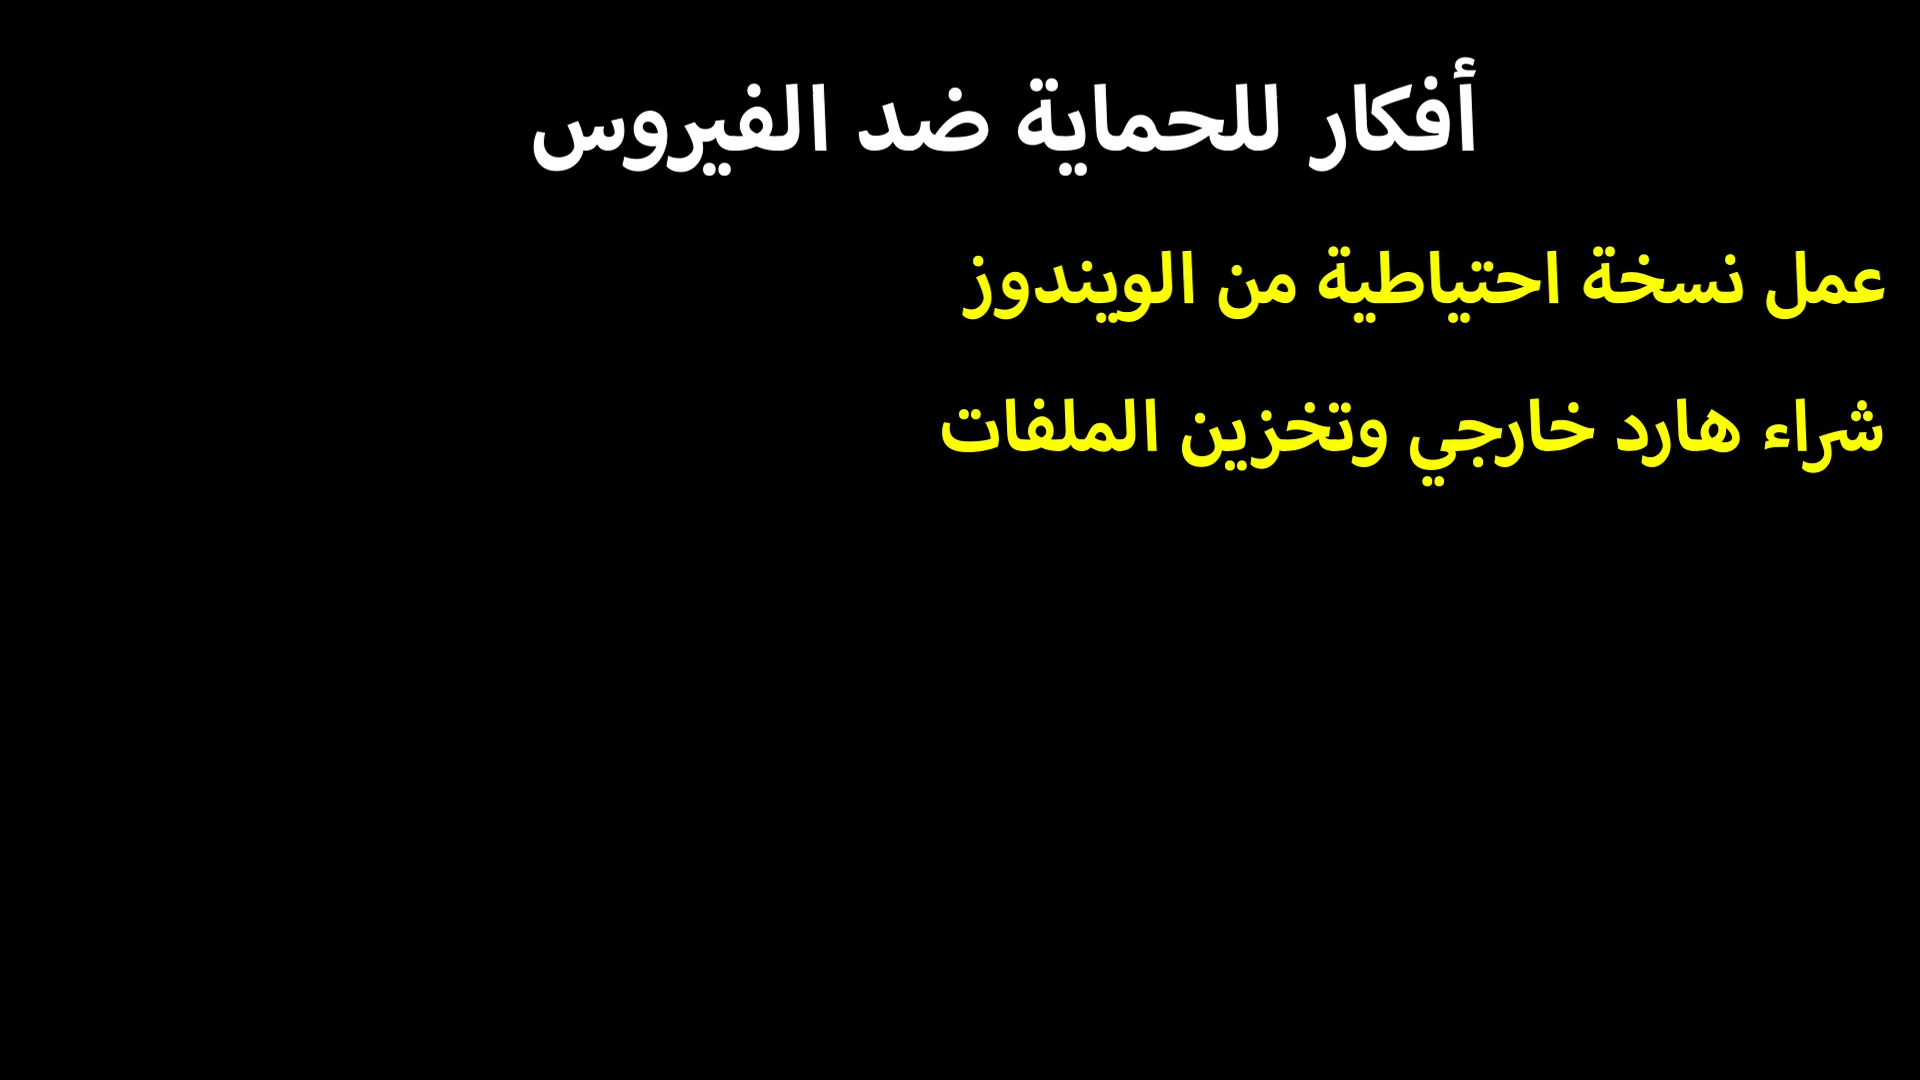 أفكار للحماية ضد الفيروس
عمل نسخة احتياطية من الويندوز
شراء هارد خارجي وتخزين الملفات